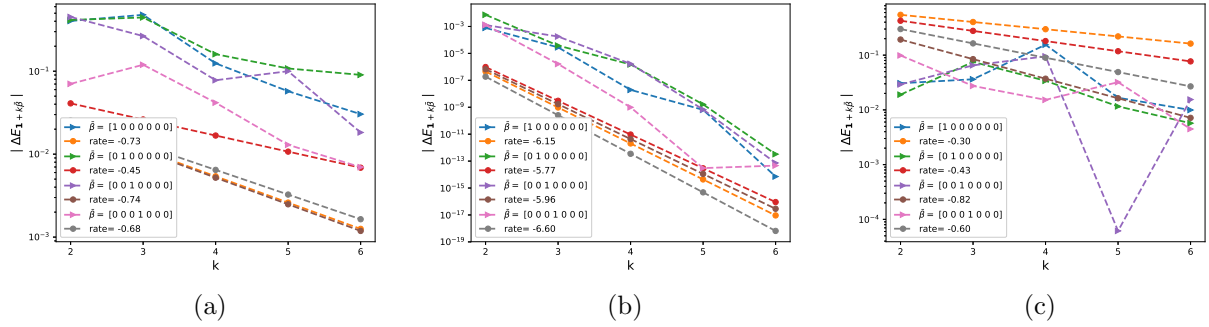 | ΔE₁₊ₖβ̄ |
10⁻¹
10⁻²
10⁻³
β̄ = [1 0 0 0 0 0 0]
rate= -0.73
β̄ = [0 1 0 0 0 0 0]
rate= -0.45
β̄ = [0 0 1 0 0 0 0]
rate= -0.74
β̄ = [0 0 0 1 0 0 0]
rate= -0.68
2 3 4 5 6
k
(a)
| ΔE₁₊ₖβ̄ |
10⁻³
10⁻⁵
10⁻⁷
10⁻⁹
10⁻¹¹
10⁻¹³
10⁻¹⁵
10⁻¹⁷
10⁻¹⁹
β̄ = [1 0 0 0 0 0 0]
rate= -6.15
β̄ = [0 1 0 0 0 0 0]
rate= -5.77
β̄ = [0 0 1 0 0 0 0]
rate= -5.96
β̄ = [0 0 0 1 0 0 0]
rate= -6.60
2 3 4 5 6
k
(b)
| ΔE₁₊ₖβ̄ |
10⁻¹
10⁻²
10⁻³
10⁻⁴
β̄ = [1 0 0 0 0 0 0]
rate= -0.30
β̄ = [0 1 0 0 0 0 0]
rate= -0.43
β̄ = [0 0 1 0 0 0 0]
rate= -0.82
β̄ = [0 0 0 1 0 0 0]
rate= -0.60
2 3 4 5 6
k
(c)